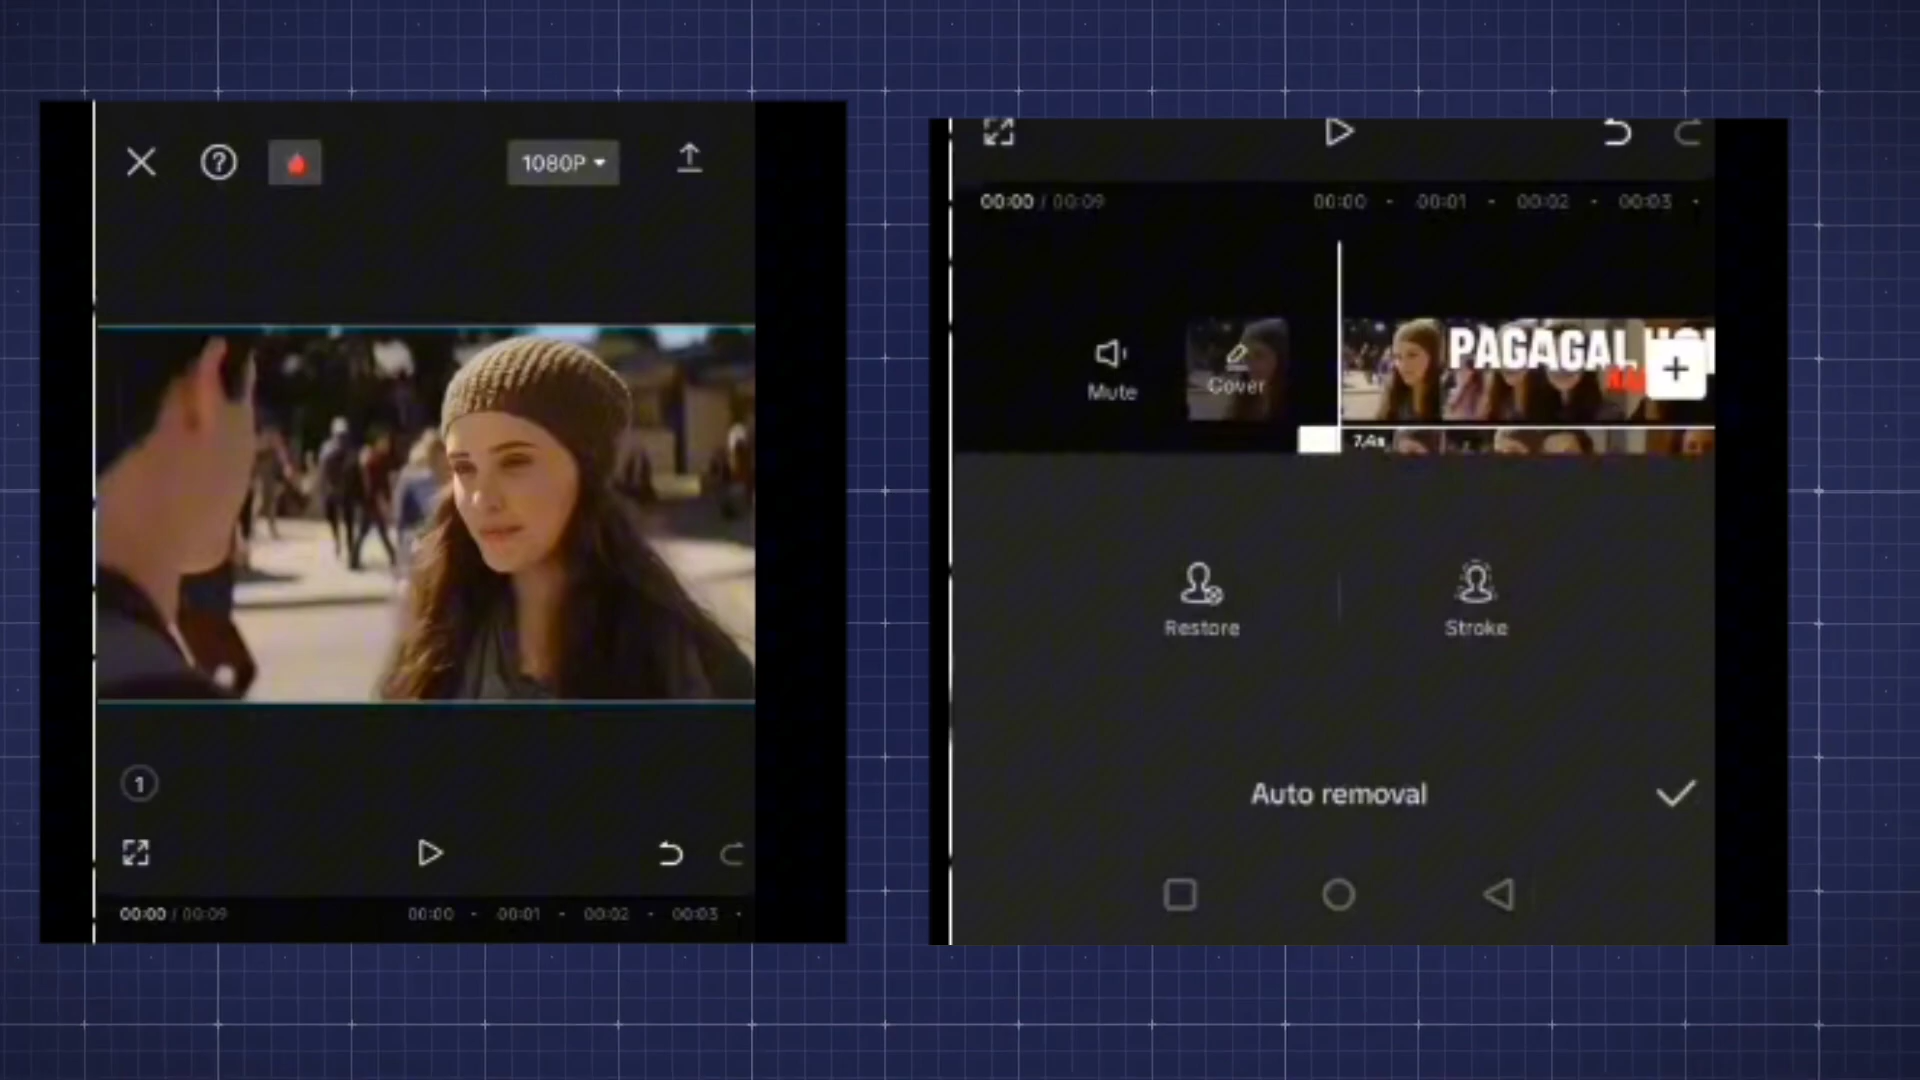 1080P
1
00:00 / 00:09 00:00 00:01 00:02 00:03
00:00 / 00:09 00:00 00:01 00:02 00:03
Mute
Cover
PAGAGAL
7.4s
Restore
Stroke
Auto removal